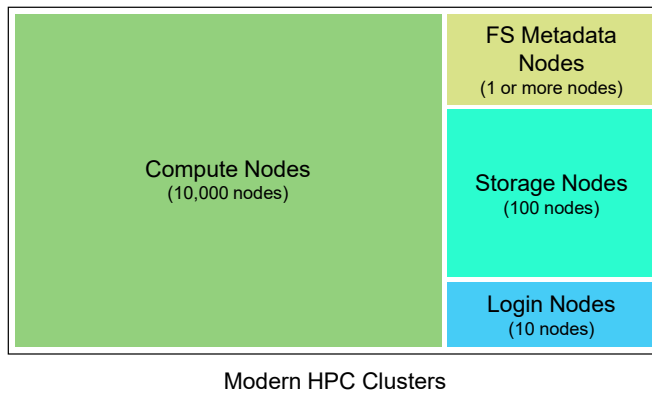 Compute Nodes
(10,000 nodes)
FS Metadata
Nodes
(1 or more nodes)
Storage Nodes
(100 nodes)
Login Nodes
(10 nodes)
Modern HPC Clusters